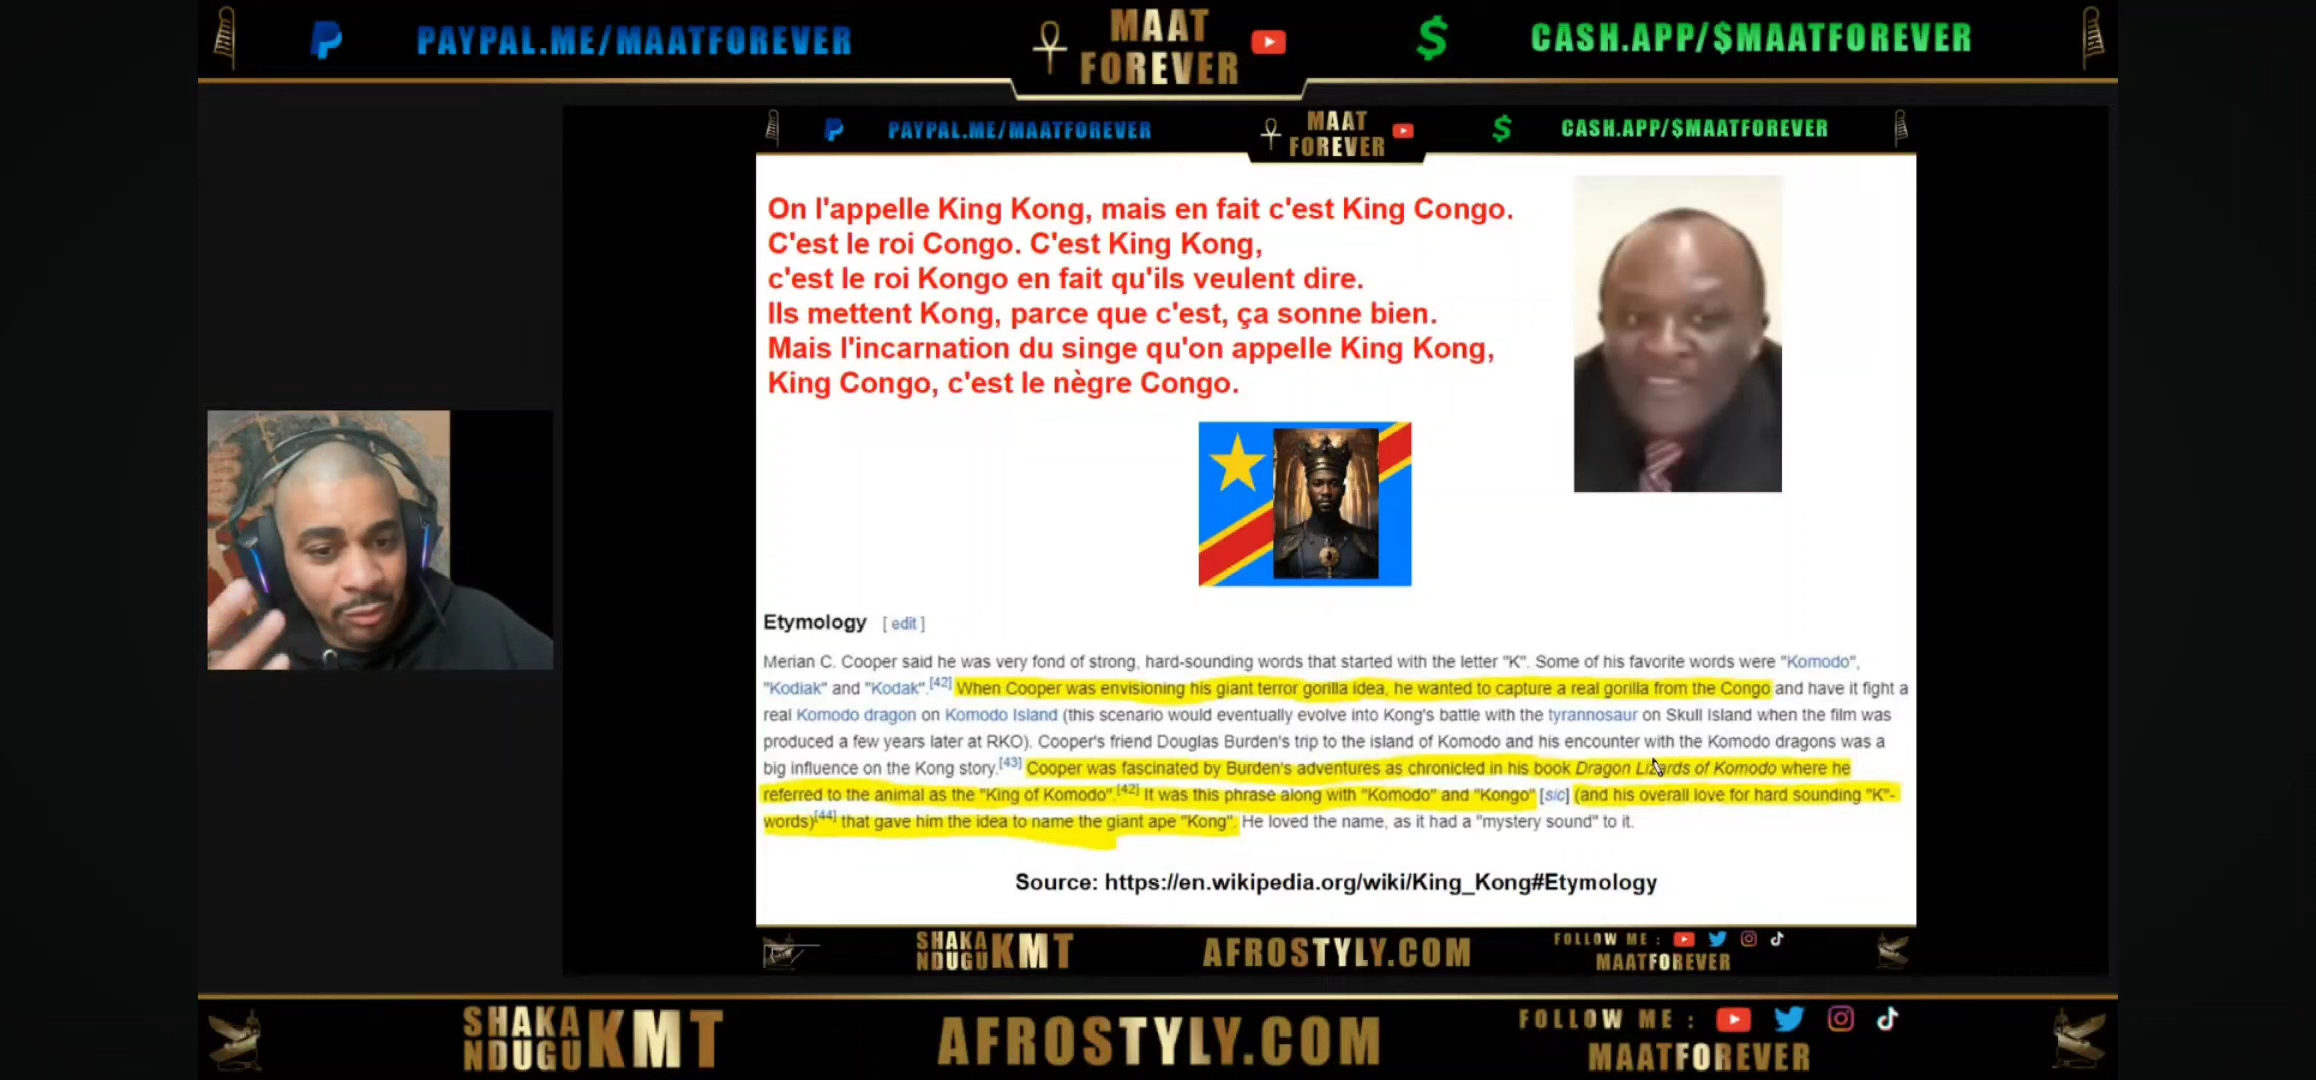 PAYPAL.ME/MAATFOREVER
MAAT
FOREVER
CASH.APP/$MAATFOREVER
PAYPAL.ME/MAATFOREVER
MAAT
FOREVER
CASH.APP/$MAATFOREVER
On l'appelle King Kong, mais en fait c'est King Congo.
C'est le roi Congo. C'est King Kong,
c'est le roi Kongo en fait qu'ils veulent dire.
Ils mettent Kong, parce que c'est, ça sonne bien.
Mais l'incarnation du singe qu'on appelle King Kong,
King Congo, c'est le nègre Congo.
Etymology [ edit ]
Merian C. Cooper said he was very fond of strong, hard-sounding words that started with the letter "K". Some of his favorite words were "Komodo",
"Kodiak" and "Kodak".[42] When Cooper was envisioning his giant terror gorilla idea, he wanted to capture a real gorilla from the Congo and have it fight a
real Komodo dragon on Komodo Island (this scenario would eventually evolve into Kong's battle with the tyrannosaur on Skull Island when the film was
produced a few years later at RKO). Cooper's friend Douglas Burden's trip to the island of Komodo and his encounter with the Komodo dragons was a
big influence on the Kong story.[43] Cooper was fascinated by Burden's adventures as chronicled in his book Dragon Lizards of Komodo where he
referred to the animal as the "King of Komodo".[42] It was this phrase along with "Komodo" and "Kongo" [sic] (and his overall love for hard sounding "K"-
words)[44] that gave him the idea to name the giant ape "Kong". He loved the name, as it had a "mystery sound" to it.
Source: https://en.wikipedia.org/wiki/King_Kong#Etymology
SHAKA
NDUGU KMT
AFROSTYLY.COM
FOLLOW ME :
MAATFOREVER
SHAKA
NDUGU KMT
AFROSTYLY.COM
FOLLOW ME :
MAATFOREVER